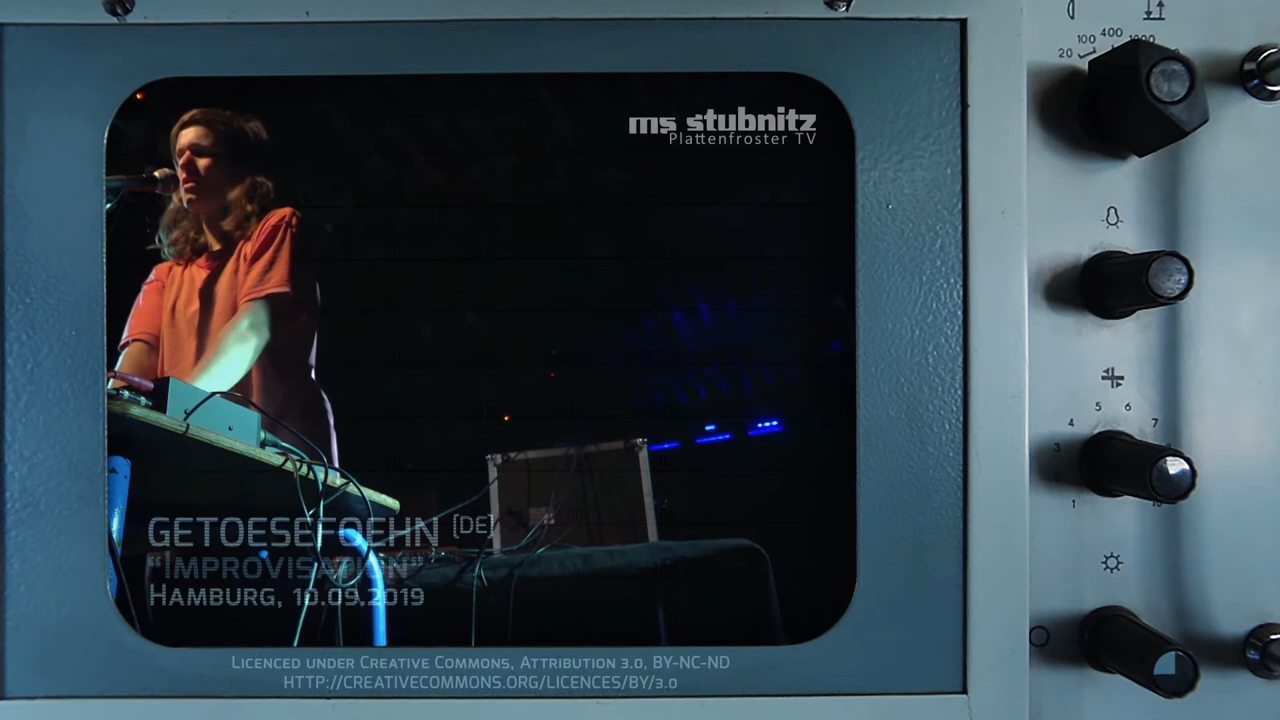 ms stubnitz
Plattenfroster TV
20 100 400 1000
GETOESEFOEHN [DE]
"IMPROVISATION"
HAMBURG, 10.09.2019
5 6
4 7
3
1 10
LICENCED UNDER CREATIVE COMMONS, ATTRIBUTION 3.0, BY-NC-ND
HTTP://CREATIVECOMMONS.ORG/LICENCES/BY/3.0